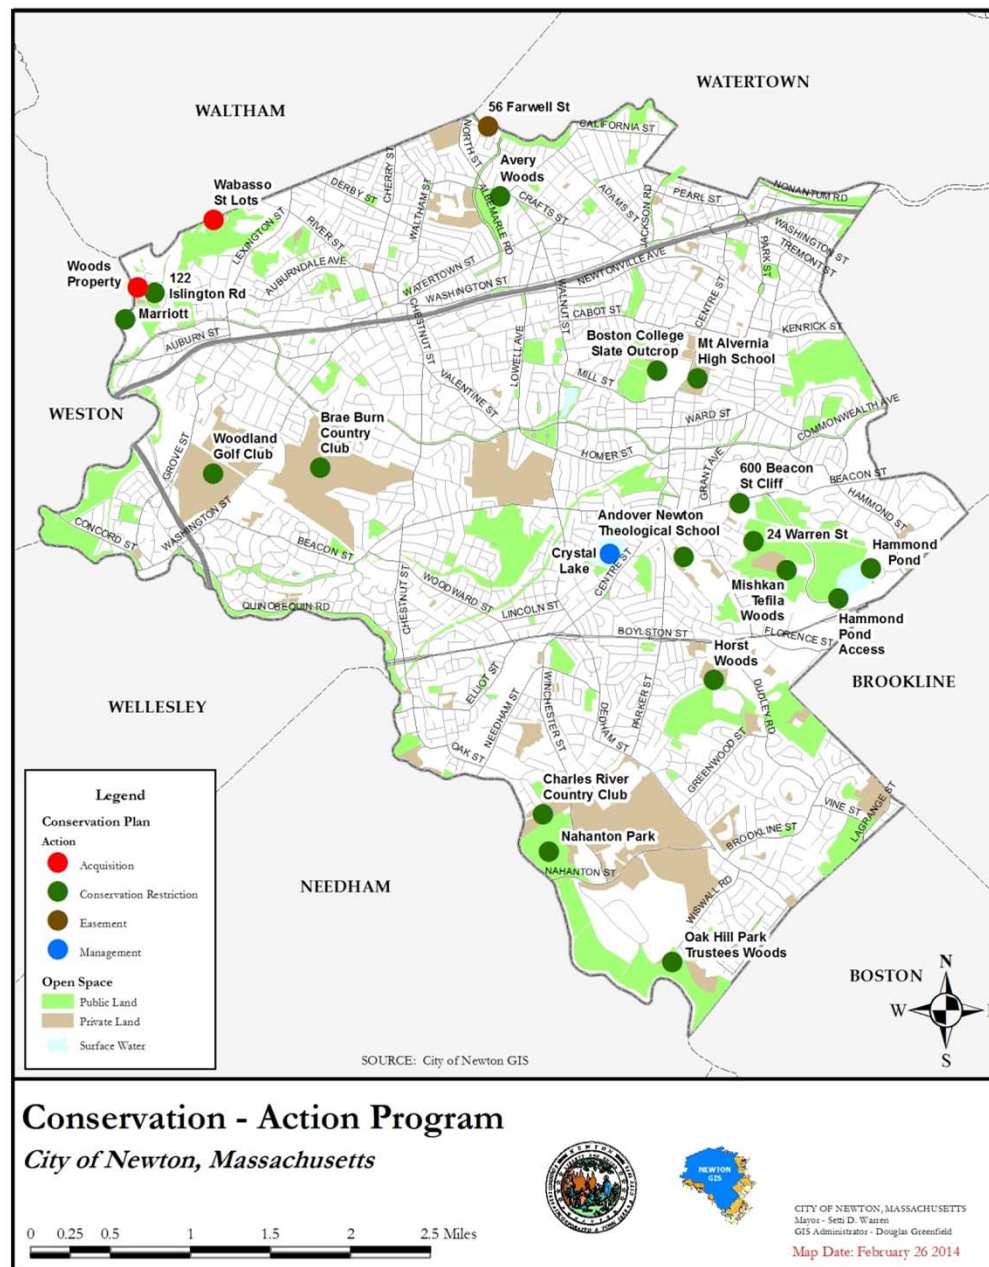 WATERTOWN
WALTHAM
56 Farwell St
CALIFORNIA ST
NORTH ST
Avery
Woods
CHERRY ST
DERBY ST
WALTHAM ST
ALBEMARLE RD
CRAFTS ST
ADAMS ST
JACKSON RD
PEARL ST
NONANTUM RD
Wabasso
St Lots
LEXINGTON ST
RIVER ST
AUBURNDALE AVE
WATERTOWN ST
WASHINGTON ST
NEWTONVILLE AVE
PARK ST
WASHINGTON ST
TREMONT ST
Woods
Property
122
Islington Rd
Marriott
AUBURN ST
CHESTNUT ST
LOWELL AVE
WALNUT ST
CABOT ST
CENTRE ST
KENRICK ST
Boston College
Slate Outcrop
Mt Alvernia
High School
VALENTINE ST
MILL ST
WARD ST
COMMONWEALTH AVE
WESTON
Woodland
Golf Club
Brae Burn
Country
Club
GROVE ST
HOMER ST
GRANT AVE
600 Beacon
St Cliff
BEACON ST
HAMMOND ST
WASHINGTON ST
CONCORD ST
BEACON ST
Andover Newton
Theological School
24 Warren St
Hammond
Pond
Crystal
Lake
CENTRE ST
Mishkan
Tefila
Woods
WOODWARD ST
QUINOBEQUIN RD
CHESTNUT ST
LINCOLN ST
BOYLSTON ST
FLORENCE ST
Hammond
Pond
Access
Horst
Woods
BROOKLINE
WELLESLEY
ELLIOT ST
NEEDHAM ST
WINCHESTER ST
DEDHAM ST
PARKER ST
DUDLEY RD
OAK ST
GREENWOOD ST
Charles River
Country Club
VINE ST
LAGRANGE ST
BROOKLINE ST
Nahanton Park
NAHANTON ST
NEEDHAM
WISWALL RD
Oak Hill Park
Trustees Woods
BOSTON
N
W
S
Legend
Conservation Plan
Action
Acquisition
Conservation Restriction
Easement
Management
Open Space
Public Land
Private Land
Surface Water
SOURCE: City of Newton GIS
Conservation - Action Program
City of Newton, Massachusetts
NEWTON
GIS
0 0.25 0.5 1 1.5 2 2.5 Miles
CITY OF NEWTON, MASSACHUSETTS
Mayor - Setti D. Warren
GIS Administrator - Douglas Greenfield
Map Date: February 26 2014